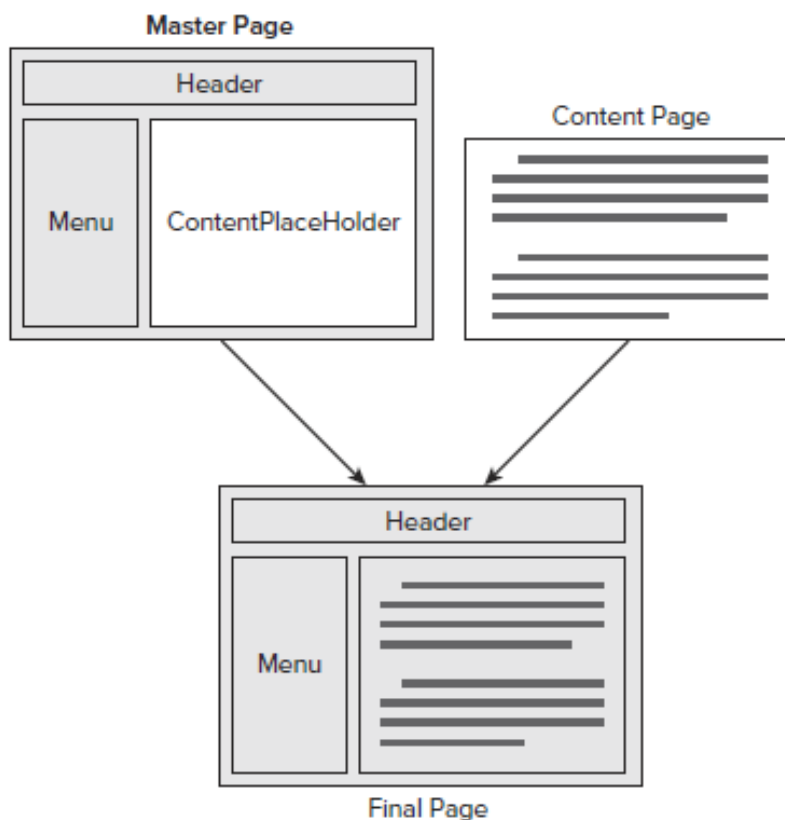 Master Page
Header
Content Page
Menu
ContentPlaceHolder
Header
Menu
Final Page